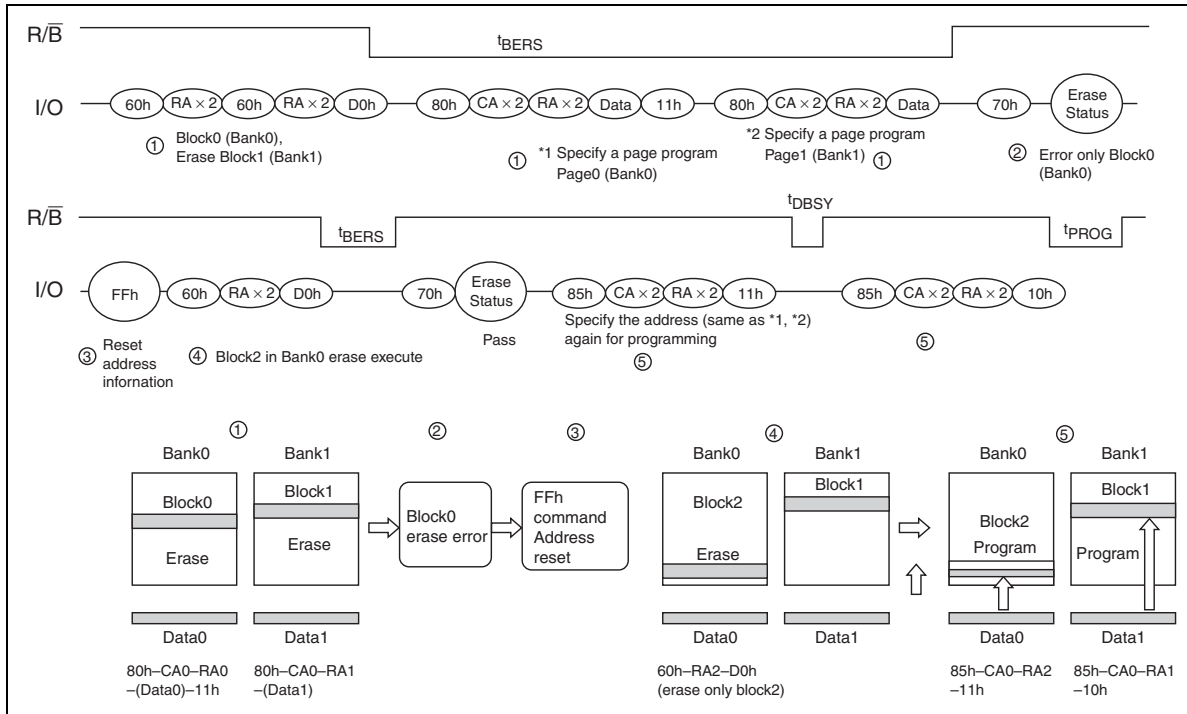 R/B
tBERS
I/O
60h RA × 2 60h RA × 2 D0h 80h CA × 2 RA × 2 Data 11h 80h CA × 2 RA × 2 Data 70h Erase Status
① Block0 (Bank0),
Erase Block1 (Bank1)
① *1 Specify a page program
Page0 (Bank0)
*2 Specify a page program
Page1 (Bank1) ①
② Error only Block0
(Bank0)
R/B
tBERS
tDBSY
tPROG
I/O
FFh 60h RA × 2 D0h 70h Erase Status 85h CA × 2 RA × 2 11h 85h CA × 2 RA × 2 10h
③ Reset
address
infornation
④ Block2 in Bank0 erase execute
Pass
Specify the address (same as *1, *2)
again for programming
⑤
⑤
①
Bank0 Bank1
Block0 Block1
Erase Erase
Data0 Data1
80h–CA0–RA0
–(Data0)–11h
80h–CA0–RA1
–(Data1)
②
Block0
erase error
③
FFh
command
Address
reset
④
Bank0 Bank1
Block2 Block1
Erase
Data0 Data1
60h–RA2–D0h
(erase only block2)
⑤
Bank0 Bank1
Block2 Block1
Program Program
Data0 Data1
85h–CA0–RA2
–11h
85h–CA0–RA1
–10h